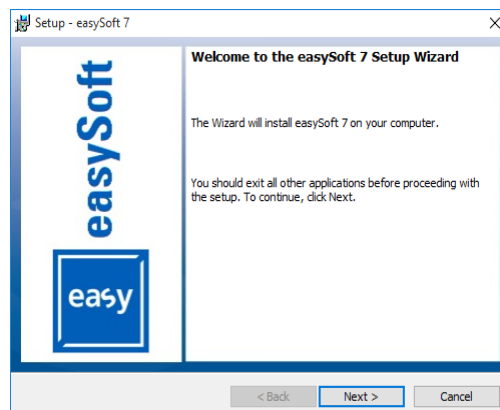 Setup - easySoft 7
easySoft
easy
Welcome to the easySoft 7 Setup Wizard
The Wizard will install easySoft 7 on your computer.
You should exit all other applications before proceeding with
the setup. To continue, click Next.
< Back
Next >
Cancel